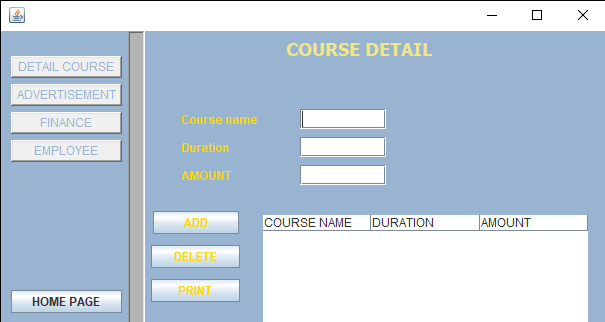 COURSE DETAIL
DETAIL COURSE
ADVERTISEMENT
FINANCE
EMPLOYEE
HOME PAGE
Course name
Duration
AMOUNT
ADD
DELETE
PRINT
COURSE NAME DURATION AMOUNT